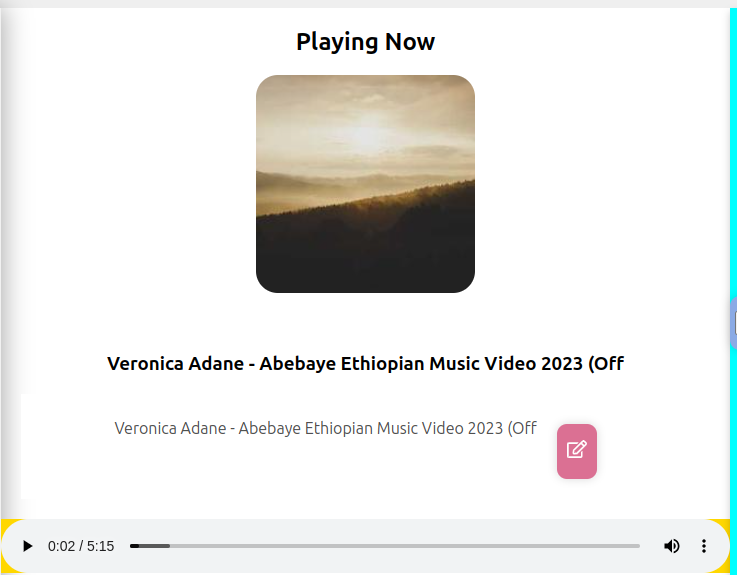 Playing Now
Veronica Adane - Abebaye Ethiopian Music Video 2023 (Off
Veronica Adane - Abebaye Ethiopian Music Video 2023 (Off
0:02 / 5:15